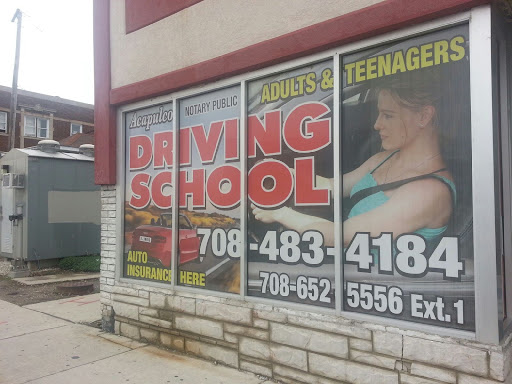 Acapulco
NOTARY PUBLIC
ADULTS & TEENAGERS
DRIVING
SCHOOL
708-483-4184
AUTO
INSURANCE HERE
708-652 5556 Ext.1